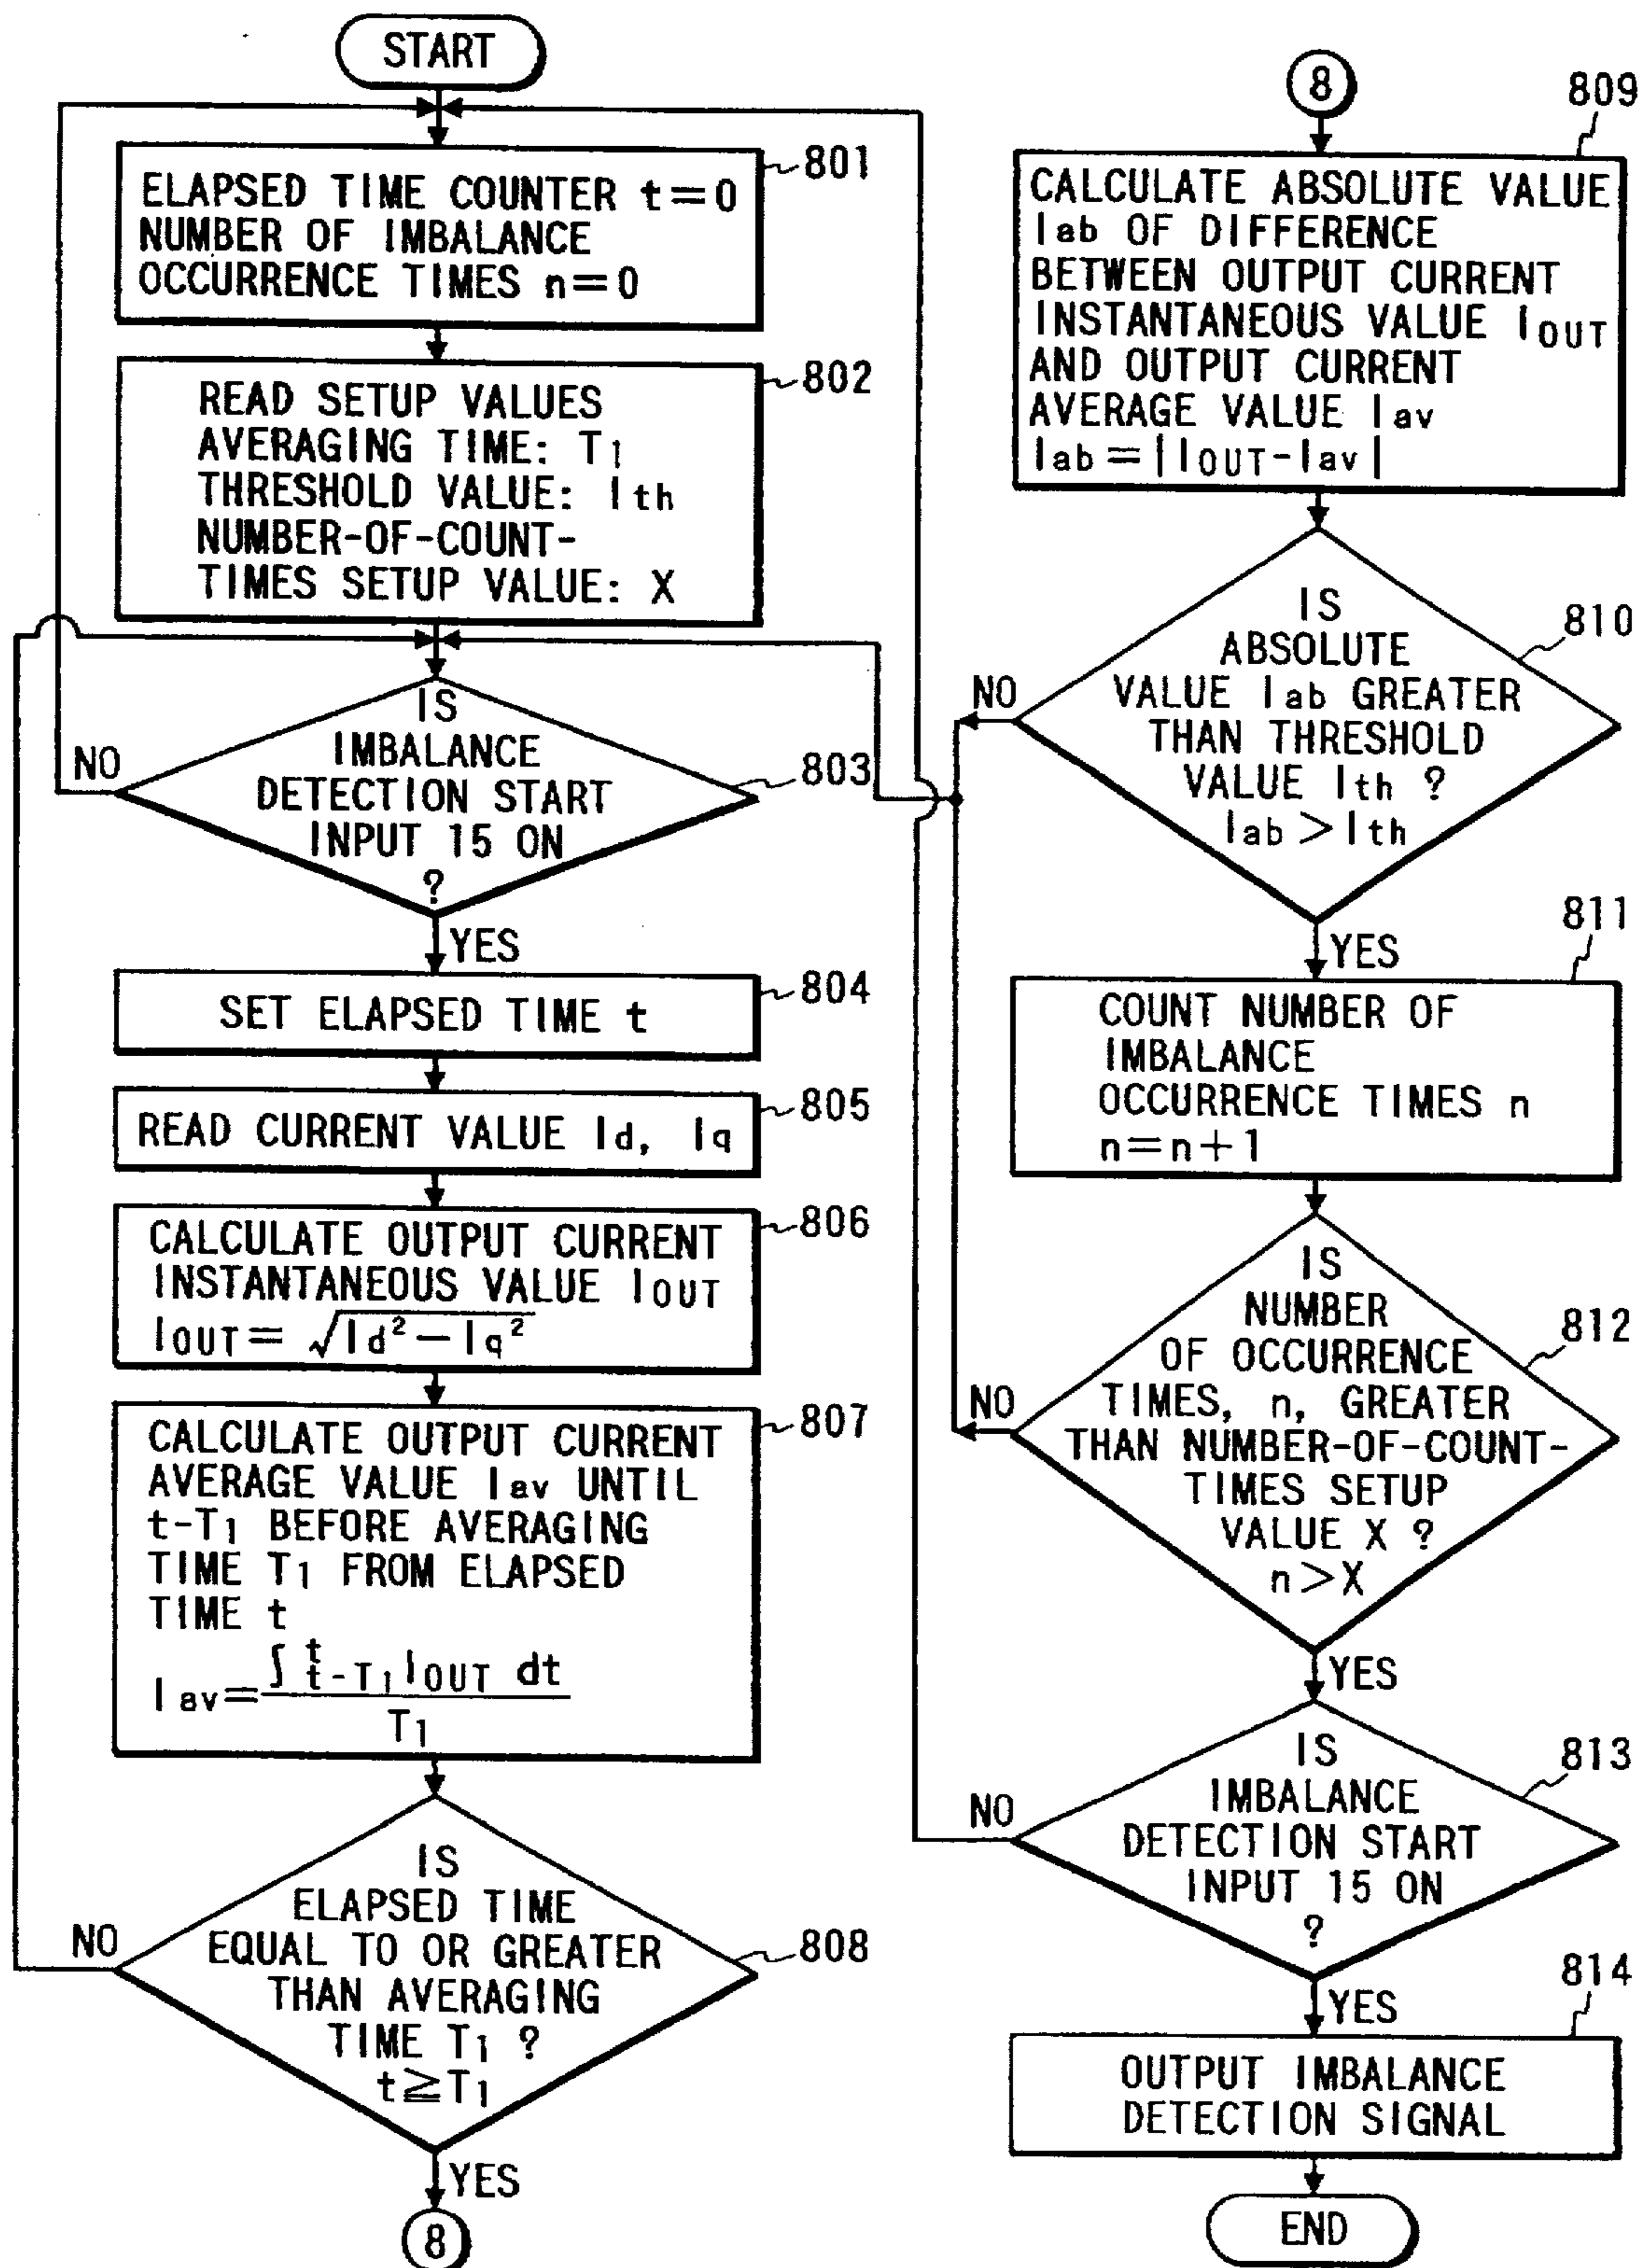 START
801
ELAPSED TIME COUNTER t=0
NUMBER OF IMBALANCE
OCCURRENCE TIMES n=0
802
READ SETUP VALUES
AVERAGING TIME: T1
THRESHOLD VALUE: Ith
NUMBER-OF-COUNT-
TIMES SETUP VALUE: X
803
IS
IMBALANCE
DETECTION START
INPUT 15 ON
?
NO
YES
804
SET ELAPSED TIME t
805
READ CURRENT VALUE Id, Iq
806
CALCULATE OUTPUT CURRENT
INSTANTANEOUS VALUE IOUT
IOUT= √Id²-Iq²
807
CALCULATE OUTPUT CURRENT
AVERAGE VALUE Iav UNTIL
t-T1 BEFORE AVERAGING
TIME T1 FROM ELAPSED
TIME t
Iav= ∫ t t-T1 IOUT dt
T1
808
IS
ELAPSED TIME
EQUAL TO OR GREATER
THAN AVERAGING
TIME T1 ?
t≧T1
NO
YES
8
8
809
CALCULATE ABSOLUTE VALUE
Iab OF DIFFERENCE
BETWEEN OUTPUT CURRENT
INSTANTANEOUS VALUE IOUT
AND OUTPUT CURRENT
AVERAGE VALUE Iav
Iab=|IOUT-Iav|
810
IS
ABSOLUTE
VALUE Iab GREATER
THAN THRESHOLD
VALUE Ith ?
Iab>Ith
NO
YES
811
COUNT NUMBER OF
IMBALANCE
OCCURRENCE TIMES n
n=n+1
812
IS
NUMBER
OF OCCURRENCE
TIMES, n, GREATER
THAN NUMBER-OF-COUNT-
TIMES SETUP
VALUE X ?
n>X
NO
YES
813
IS
IMBALANCE
DETECTION START
INPUT 15 ON
?
NO
YES
814
OUTPUT IMBALANCE
DETECTION SIGNAL
END